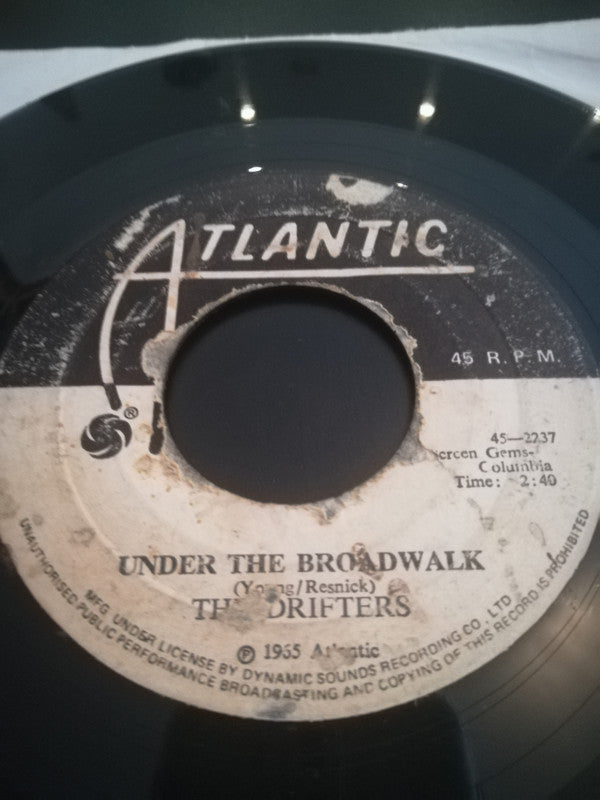 ATLANTIC
®
45 R.P.M.
45—2237
Screen Gems-
Columbia
Time: 2:40
UNDER THE BROADWALK
(Young/Resnick)
THE DRIFTERS
℗ 1965 Atlantic
MFG. UNDER LICENSE BY DYNAMIC SOUNDS RECORDING CO., LTD
UNAUTHORISED PUBLIC PERFORMANCE BROADCASTING AND COPYING OF THIS RECORD IS PROHIBITED